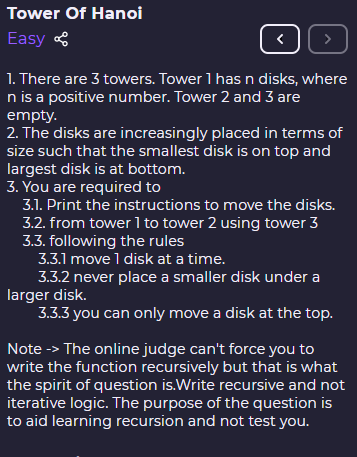 Tower Of Hanoi
Easy
1. There are 3 towers. Tower 1 has n disks, where
n is a positive number. Tower 2 and 3 are
empty.
2. The disks are increasingly placed in terms of
size such that the smallest disk is on top and
largest disk is at bottom.
3. You are required to
3.1. Print the instructions to move the disks.
3.2. from tower 1 to tower 2 using tower 3
3.3. following the rules
3.3.1 move 1 disk at a time.
3.3.2 never place a smaller disk under a
larger disk.
3.3.3 you can only move a disk at the top.
Note -> The online judge can't force you to
write the function recursively but that is what
the spirit of question is.Write recursive and not
iterative logic. The purpose of the question is
to aid learning recursion and not test you.